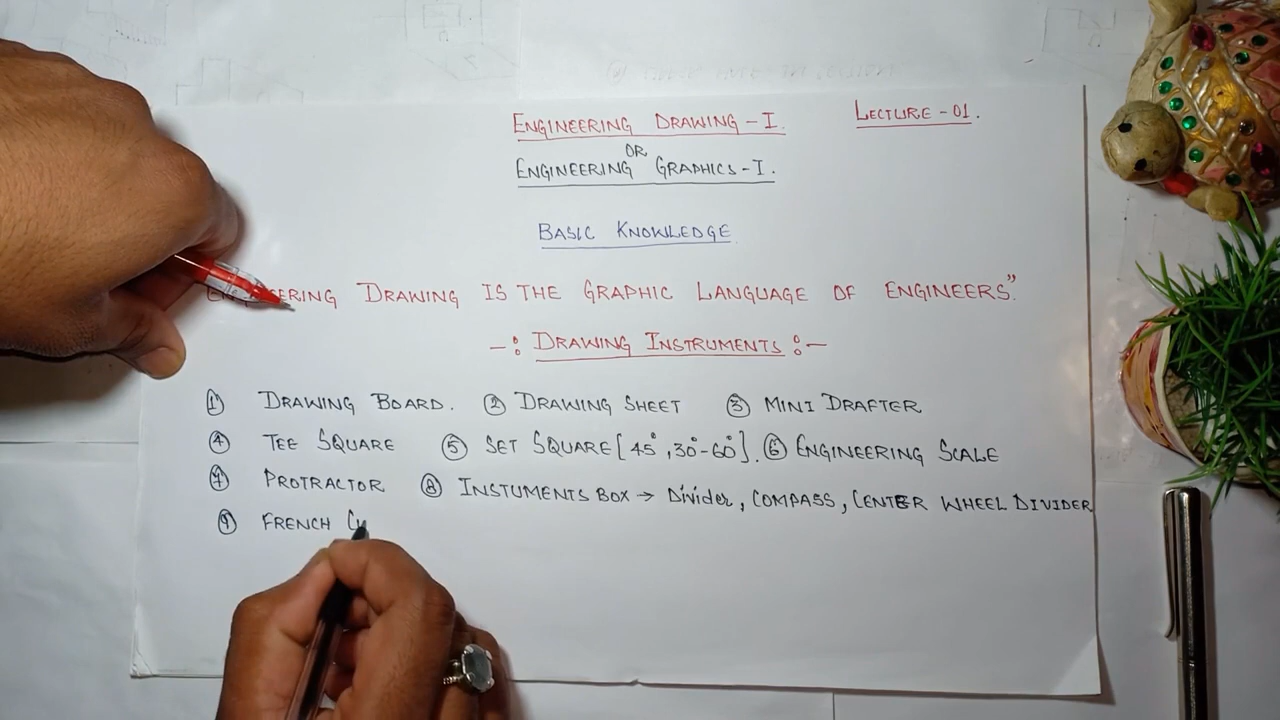 ENGINEERING DRAWING - I. LECTURE - 01.
OR
ENGINEERING GRAPHICS - I.
BASIC KNOWLEDGE
DRAWING IS THE GRAPHIC LANGUAGE OF ENGINEERS".
-: DRAWING INSTRUMENTS :-
① DRAWING BOARD. ② DRAWING SHEET ③ MINI DRAFTER
④ TEE SQUARE ⑤ SET SQUARE [45°, 30°-60°]. ⑥ ENGINEERING SCALE
⑦ PROTRACTOR ⑧ INSTUMENTS BOX → Divider, COMPASS, CENTER WHEEL DIVIDER
⑨ FRENCH